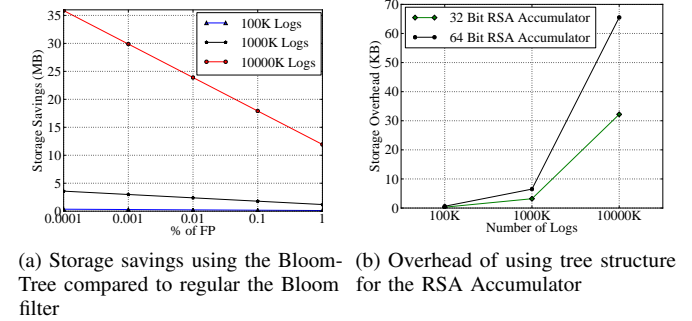 35
30
25
20
15
10
5
0
Storage Savings (MB)
100K Logs
1000K Logs
10000K Logs
0.0001
0.001
0.01
0.1
1
% of FP
(a) Storage savings using the Bloom-
Tree compared to regular the Bloom
filter
70
60
50
40
30
20
10
0
Storage Overhead (KB)
32 Bit RSA Accumulator
64 Bit RSA Accumulator
100K
1000K
10000K
Number of Logs
(b) Overhead of using tree structure
for the RSA Accumulator